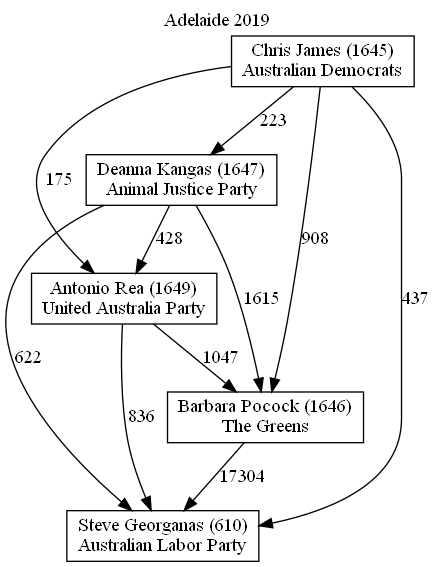 Adelaide 2019
Chris James (1645)
Australian Democrats
223
Deanna Kangas (1647)
Animal Justice Party
175
428
908
Antonio Rea (1649)
United Australia Party
1615
437
622
1047
836
Barbara Pocock (1646)
The Greens
17304
Steve Georganas (610)
Australian Labor Party